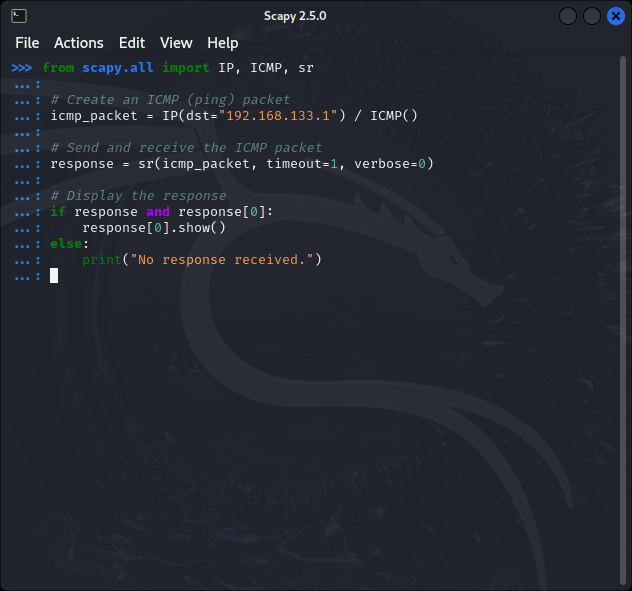 Scapy 2.5.0
File Actions Edit View Help
>>> from scapy.all import IP, ICMP, sr
...:
...: # Create an ICMP (ping) packet
...: icmp_packet = IP(dst="192.168.133.1") / ICMP()
...:
...: # Send and receive the ICMP packet
...: response = sr(icmp_packet, timeout=1, verbose=0)
...:
...: # Display the response
...: if response and response[0]:
...:     response[0].show()
...: else:
...:     print("No response received.")
...: